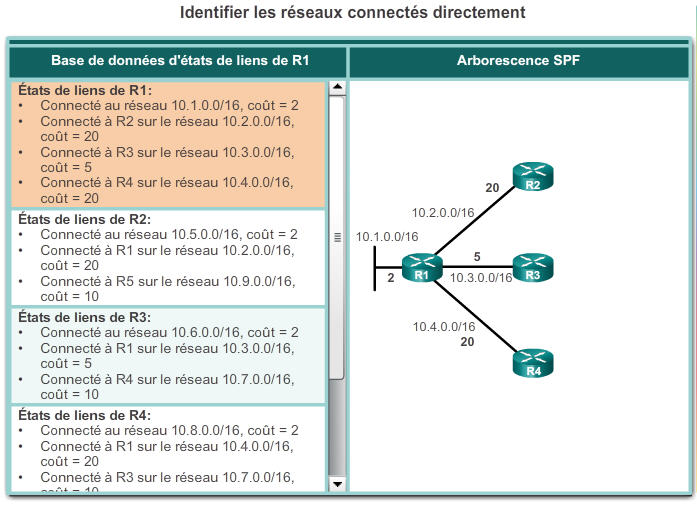 Identifier les réseaux connectés directement
Base de données d'états de liens de R1
Arborescence SPF
États de liens de R1:
• Connecté au réseau 10.1.0.0/16, coût = 2
• Connecté à R2 sur le réseau 10.2.0.0/16,
coût = 20
• Connecté à R3 sur le réseau 10.3.0.0/16,
coût = 5
• Connecté à R4 sur le réseau 10.4.0.0/16,
coût = 20
États de liens de R2:
• Connecté au réseau 10.5.0.0/16, coût = 2
• Connecté à R1 sur le réseau 10.2.0.0/16,
coût = 20
• Connecté à R5 sur le réseau 10.9.0.0/16,
coût = 10
États de liens de R3:
• Connecté au réseau 10.6.0.0/16, coût = 2
• Connecté à R1 sur le réseau 10.3.0.0/16,
coût = 5
• Connecté à R4 sur le réseau 10.7.0.0/16,
coût = 10
États de liens de R4:
• Connecté au réseau 10.8.0.0/16, coût = 2
• Connecté à R1 sur le réseau 10.4.0.0/16,
coût = 20
• Connecté à R3 sur le réseau 10.7.0.0/16,
coût = 10
20
R2
10.2.0.0/16
10.1.0.0/16
5
2
R1
R3
10.3.0.0/16
10.4.0.0/16
20
R4